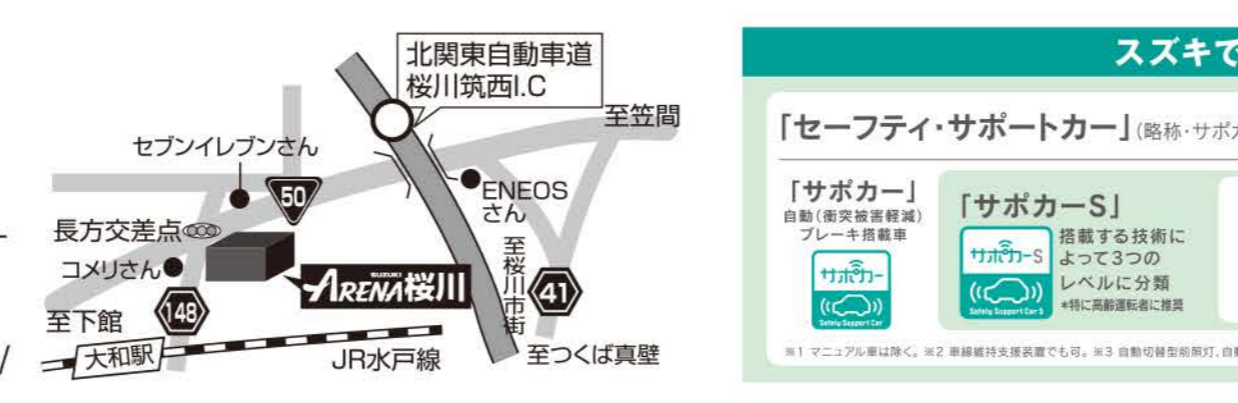 北関東自動車道
桜川筑西I.C
至笠間
セブンイレブンさん
50
ENEOS
さん
長方交差点
コメリさん
SUZUKI
ARENA桜川
至桜川市街
41
148
至下館
大和駅
JR水戸線
至つくば真壁
スズキで
「セーフティ・サポートカー」(略称・サポカ
「サポカー」
自動(衝突被害軽減)
ブレーキ搭載車
サポカー
Safety Support Car
「サポカーS」
サポカーS
Safety Support Car S
搭載する技術に
よって3つの
レベルに分類
*特に高齢運転者に推奨
※1 マニュアル車は除く。※2 車線維持支援装置でも可。※3 自動切替型前照灯、自動